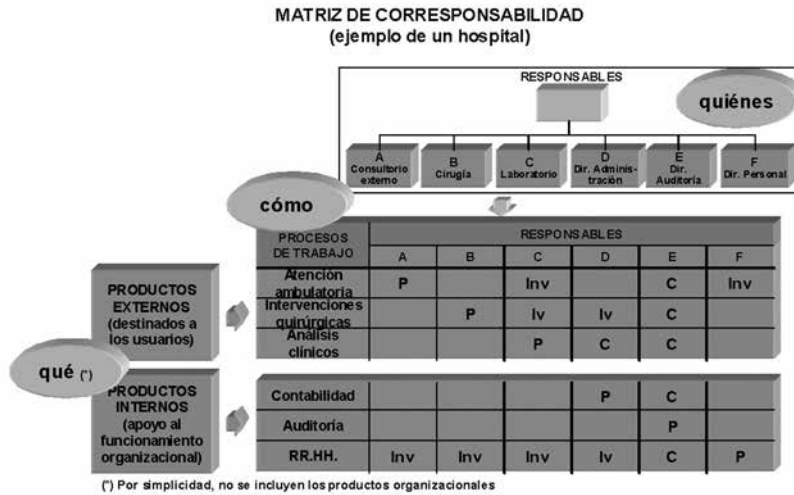 MATRIZ DE CORRESPONSABILIDAD
(ejemplo de un hospital)
RESPONSABLES
quiénes
A B C D E F
Consultorio externo Cirugía Laboratorio Dir. Adminis-tración Dir. Auditoría Dir. Personal
cómo
PROCESOS DE TRABAJO RESPONSABLES
A B C D E F
PRODUCTOS EXTERNOS (destinados a los usuarios)
Atención ambulatoria P Inv C Inv
Intervenciones quirúrgicas P Iv Iv C
Análisis clínicos P C C
qué (*)
PRODUCTOS INTERNOS (apoyo al funcionamiento organizacional)
Contabilidad P C
Auditoría P
RR.HH. Inv Inv Inv Iv C P
(*) Por simplicidad, no se incluyen los productos organizacionales